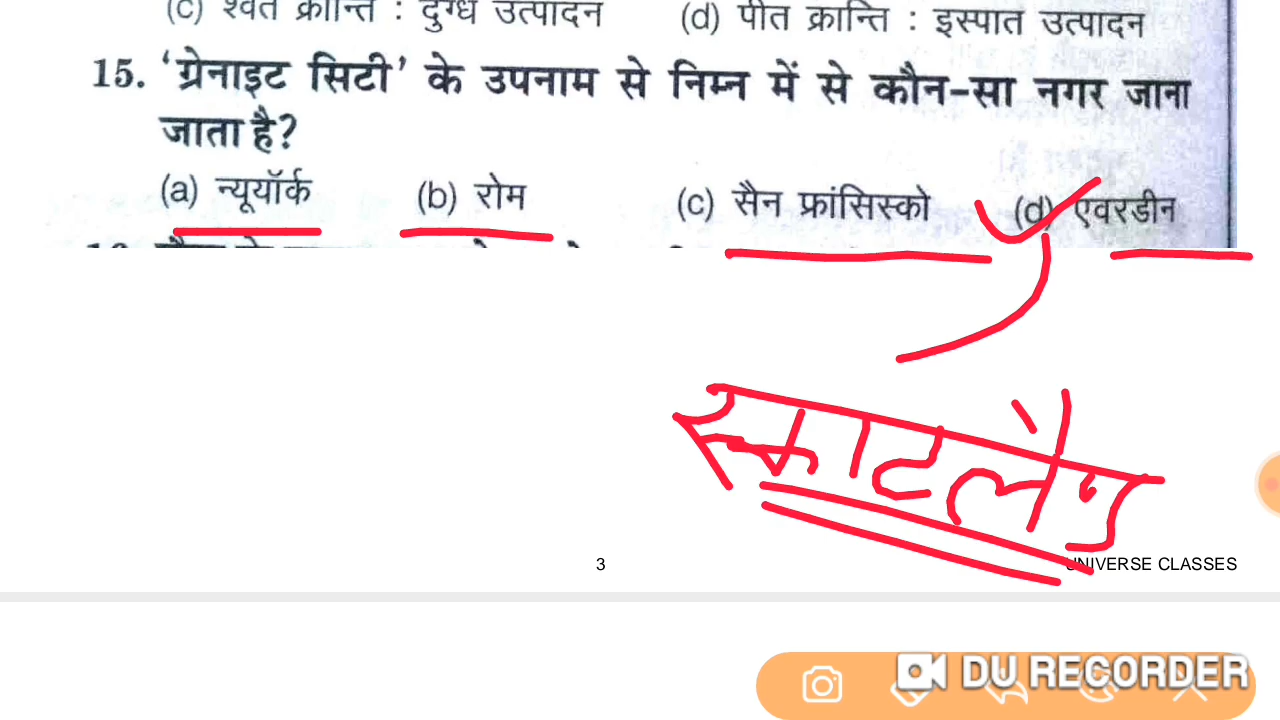 (c) श्वेत क्रान्ति : दुग्ध उत्पादन (d) पीत क्रान्ति : इस्पात उत्पादन
15. ‘ग्रेनाइट सिटी’ के उपनाम से निम्न में से कौन-सा नगर जाना
जाता है?
(a) न्यूयॉर्क (b) रोम (c) सैन फ्रांसिस्को (d) एवरडीन
स्काटलैण्ड
3 UNIVERSE CLASSES
DU RECORDER